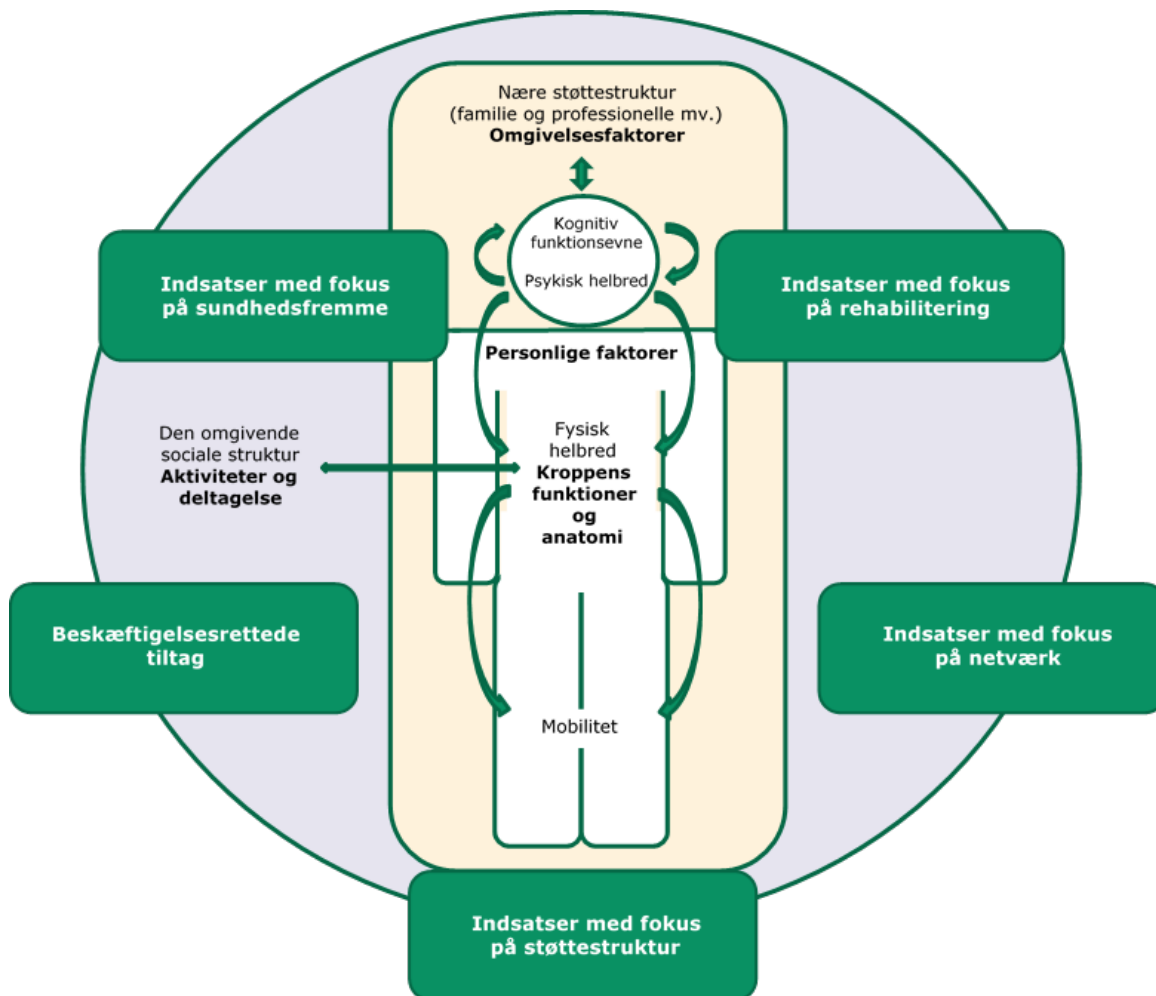 Nære støttestruktur
(familie og professionelle mv.)
Omgivelsesfaktorer
Kognitiv
funktionsevne
Psykisk helbred
Indsatser med fokus
på sundhedsfremme
Indsatser med fokus
på rehabilitering
Personlige faktorer
Den omgivende
sociale struktur
Aktiviteter og
deltagelse
Fysisk
helbred
Kroppens
funktioner
og
anatomi
Beskæftigelsesrettede
tiltag
Indsatser med fokus
på netværk
Mobilitet
Indsatser med fokus
på støttestruktur